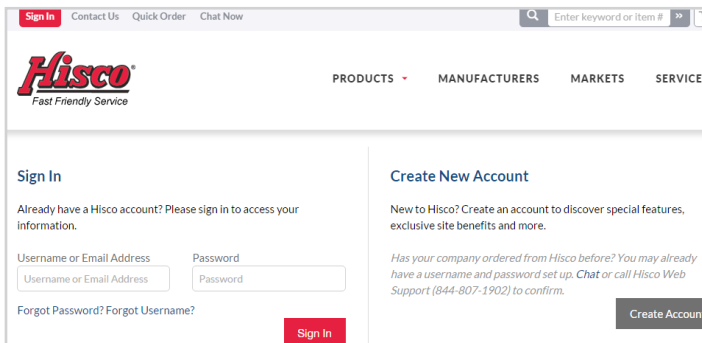 Sign In Contact Us Quick Order Chat Now Enter keyword or item # »
Hisco®
Fast Friendly Service
PRODUCTS MANUFACTURERS MARKETS SERVICE
Sign In
Already have a Hisco account? Please sign in to access your
information.
Username or Email Address Password
Username or Email Address Password
Forgot Password? Forgot Username?
Sign In
Create New Account
New to Hisco? Create an account to discover special features,
exclusive site benefits and more.
Has your company ordered from Hisco before? You may already
have a username and password set up. Chat or call Hisco Web
Support (844-807-1902) to confirm.
Create Accoun